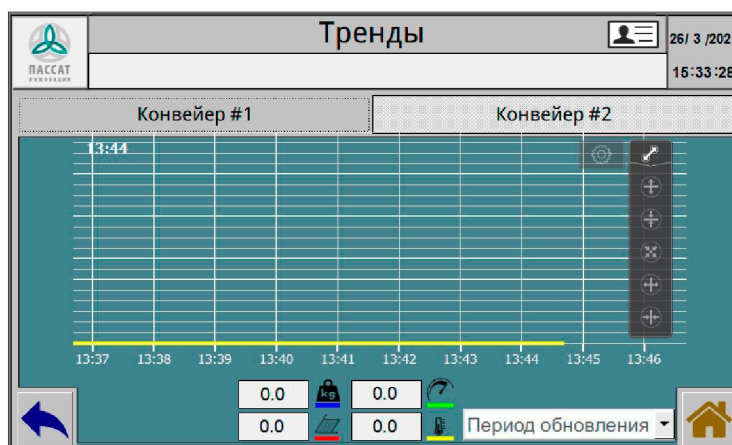 Тренды
26/ 3 /202
ПАССАТ
15:33:28
Конвейер #1
Конвейер #2
13:44
13:37 13:38 13:39 13:40 13:41 13:42 13:43 13:44 13:45 13:46
0.0 kg 0.0
0.0 0.0 Период обновления